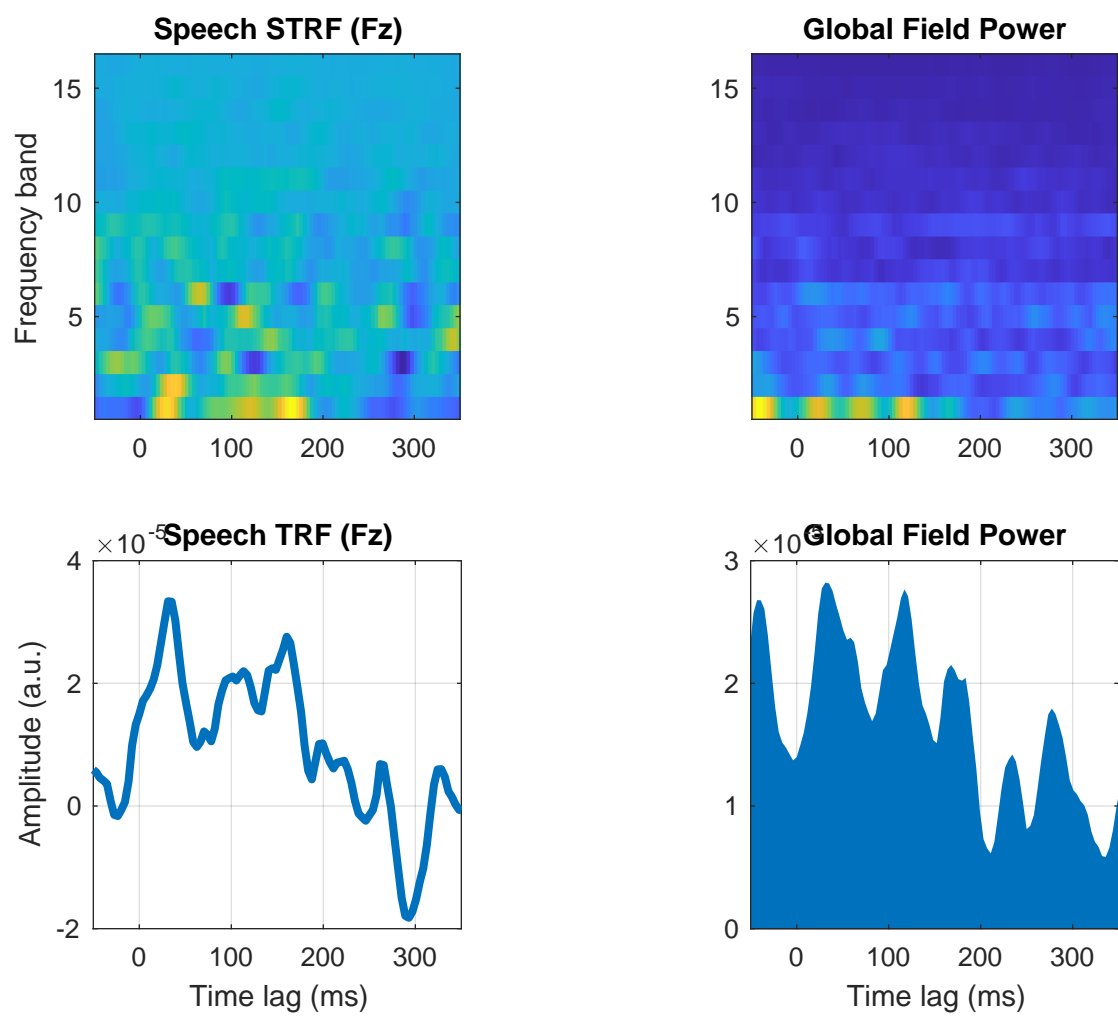 Speech STRF (Fz)
Frequency band
15
10
5
0 100 200 300
Global Field Power
15
10
5
0 100 200 300
×10^-5
Speech TRF (Fz)
Amplitude (a.u.)
4
2
0
-2
0 100 200 300
Time lag (ms)
×10^-5
Global Field Power
3
2
1
0
0 100 200 300
Time lag (ms)